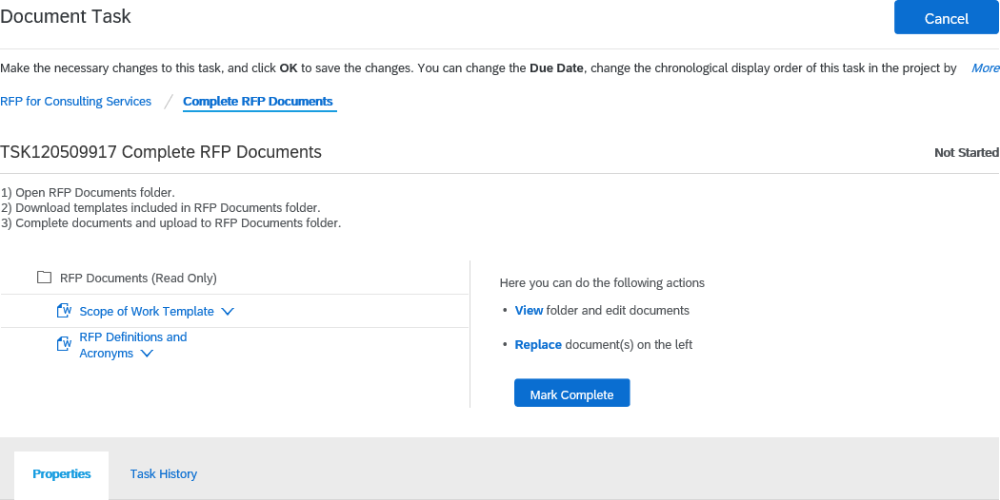 Document Task
Cancel
Make the necessary changes to this task, and click OK to save the changes. You can change the Due Date, change the chronological display order of this task in the project by More
RFP for Consulting Services / Complete RFP Documents
TSK120509917 Complete RFP Documents
Not Started
1) Open RFP Documents folder.
2) Download templates included in RFP Documents folder.
3) Complete documents and upload to RFP Documents folder.
RFP Documents (Read Only)
Scope of Work Template
RFP Definitions and
Acronyms
Here you can do the following actions
• View folder and edit documents
• Replace document(s) on the left
Mark Complete
Properties
Task History